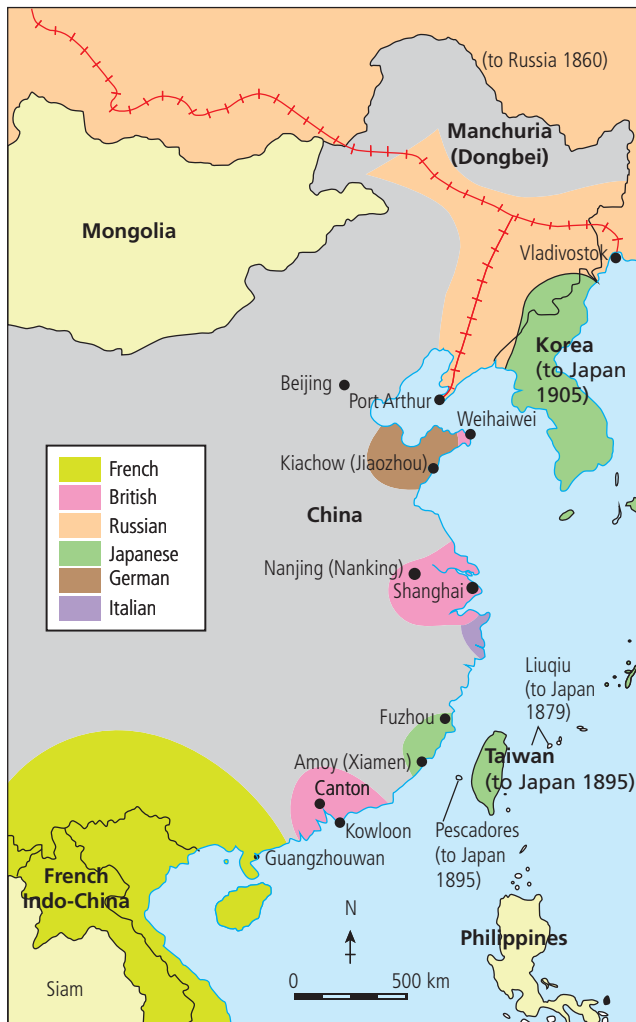 (to Russia 1860)
Manchuria
(Dongbei)
Mongolia
Vladivostok
Korea
(to Japan
1905)
Beijing
Port Arthur
Weihaiwei
Kiachow (Jiaozhou)
French
British
Russian
Japanese
German
Italian
China
Nanjing (Nanking)
Shanghai
Liuqiu
(to Japan
1879)
Fuzhou
Taiwan
(to Japan 1895)
Amoy (Xiamen)
Canton
Kowloon
Pescadores
(to Japan
1895)
Guangzhouwan
French
Indo-China
N
Philippines
Siam
0 500 km